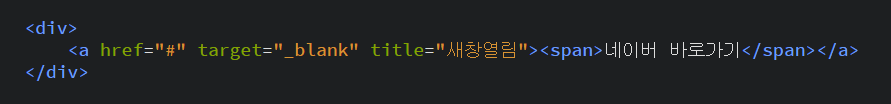 <div>
<a href="#" target="_blank" title="새창열림"><span>네이버 바로가기</span></a>
</div>